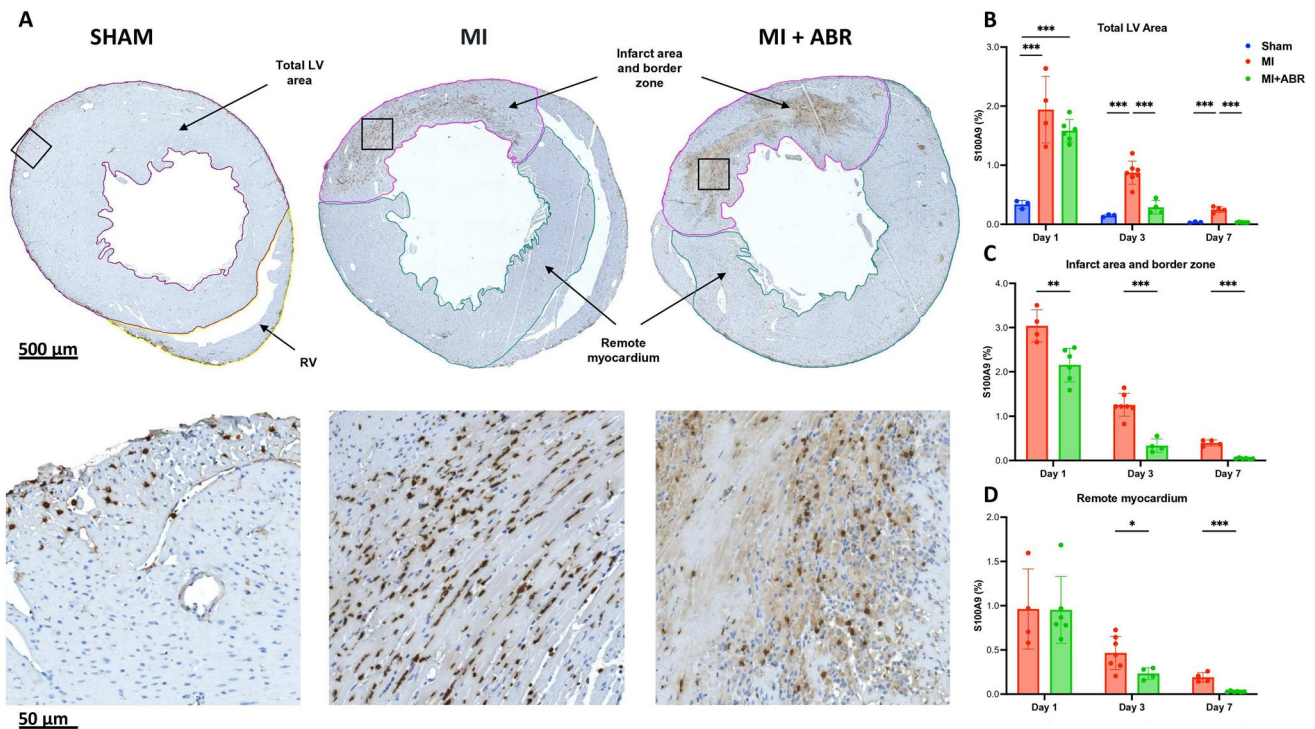 A
SHAM
MI
MI + ABR
Total LV
area
Infarct area
and border
zone
500 µm
RV
Remote
myocardium
50 µm
B
Total LV Area
Sham
MI
MI+ABR
S100A9 (%)
3.0
2.0
1.0
0.0
***
***
*** ***
*** ***
Day 1 Day 3 Day 7
C
Infarct area and border zone
S100A9 (%)
4.0
3.0
2.0
1.0
0.0
** *** ***
Day 1 Day 3 Day 7
D
Remote myocardium
S100A9 (%)
2.0
1.5
1.0
0.5
0.0
* ***
Day 1 Day 3 Day 7